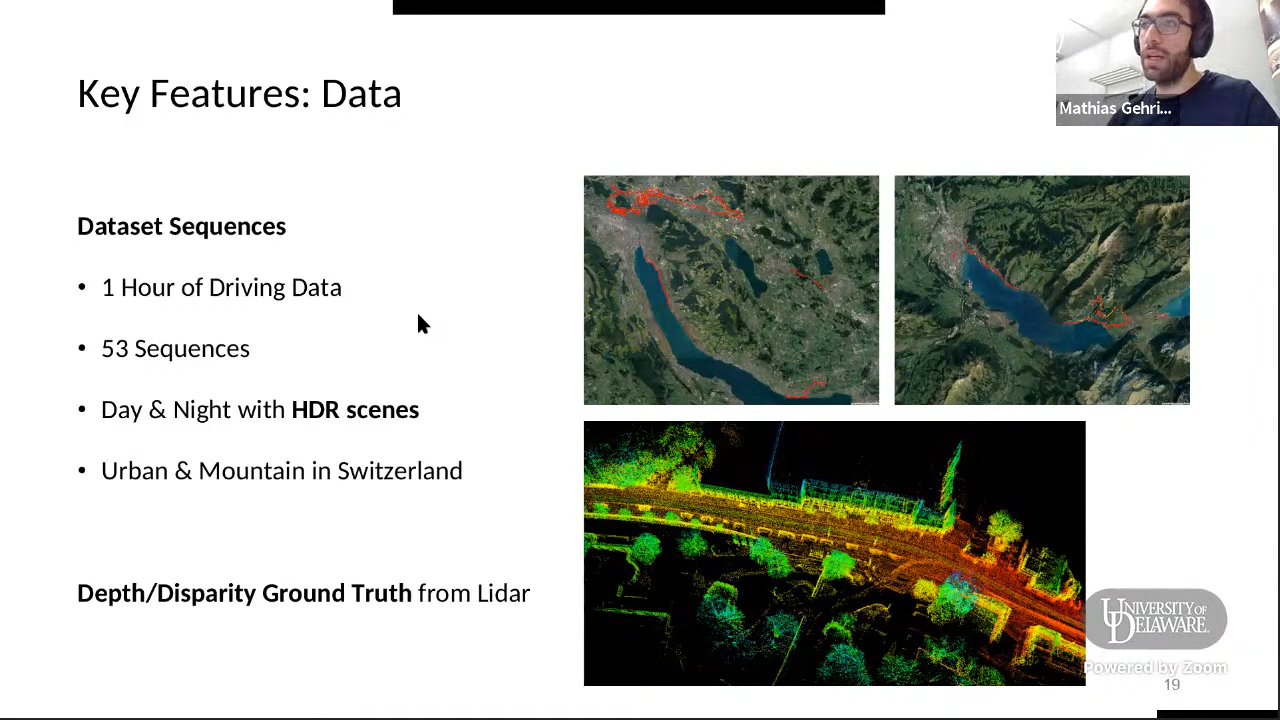 Key Features: Data
Mathias Gehri...
Dataset Sequences
• 1 Hour of Driving Data
• 53 Sequences
• Day & Night with HDR scenes
• Urban & Mountain in Switzerland
Depth/Disparity Ground Truth from Lidar
UNIVERSITY OF
DELAWARE.
Powered by Zoom
19